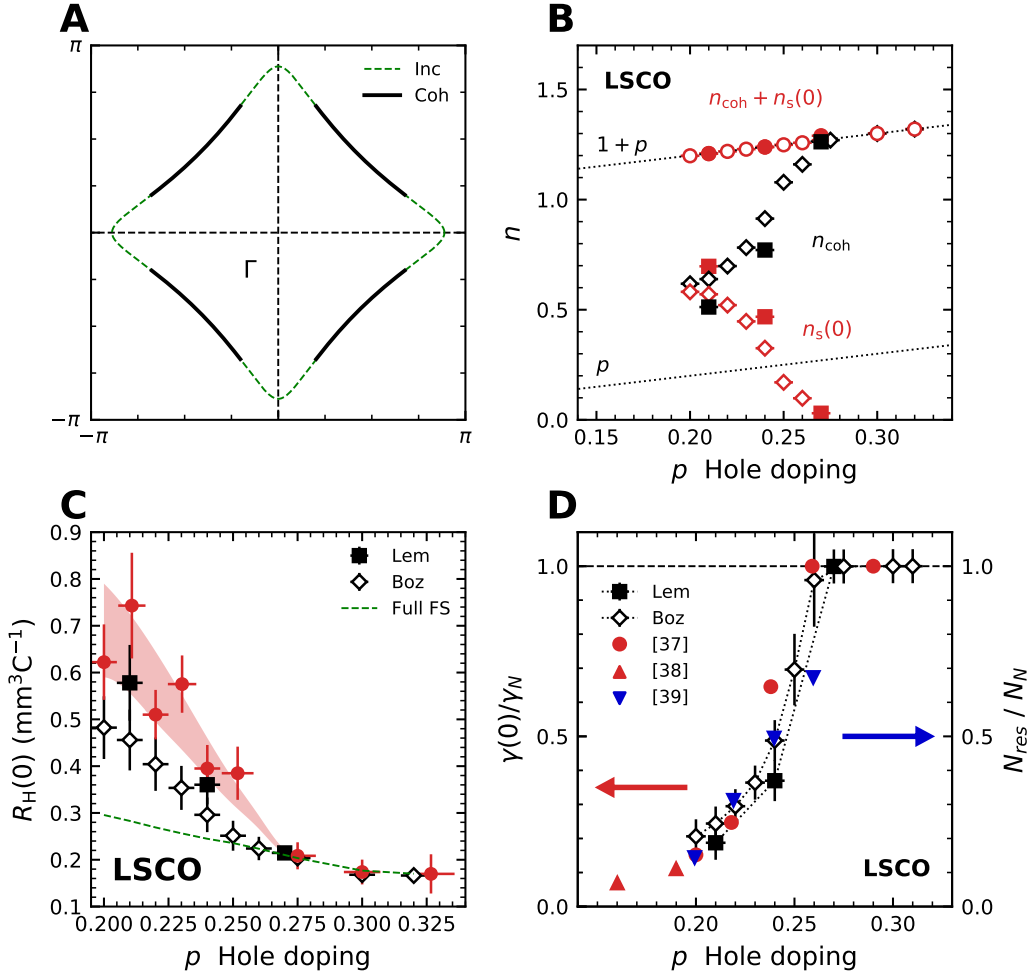 A
π
Inc
Coh
Γ
−π
−π
π
B
LSCO
n_coh + n_s(0)
1 + p
n_coh
n_s(0)
p
n
1.5
1.0
0.5
0.0
0.15
0.20
0.25
0.30
p Hole doping
C
R_H(0) (mm³C⁻¹)
0.9
0.8
0.7
0.6
0.5
0.4
0.3
0.2
0.1
Lem
Boz
Full FS
LSCO
0.200
0.225
0.250
0.275
0.300
0.325
p Hole doping
D
γ(0)/γ_N
1.0
0.5
0.0
Lem
Boz
[37]
[38]
[39]
LSCO
1.0
0.5
0.0
N_res / N_N
0.15
0.20
0.25
0.30
p Hole doping